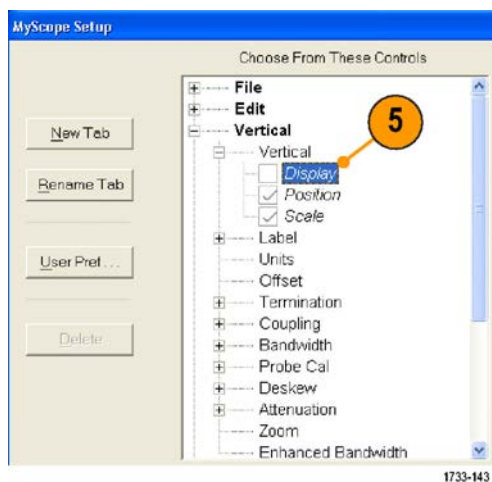 MyScope Setup
Choose From These Controls
File
Edit
Vertical
5
Vertical
New Tab
Display
Rename Tab
Position
Scale
Label
User Pref...
Units
Offset
Termination
Delete
Coupling
Bandwidth
Probe Cal
Deskew
Attenuation
Zoom
Enhanced Bandwidth
1733-143